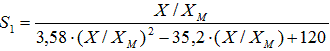 S₁ = (X/X_M) / (3,58·(X/X_M)² − 35,2·(X/X_M) + 120)